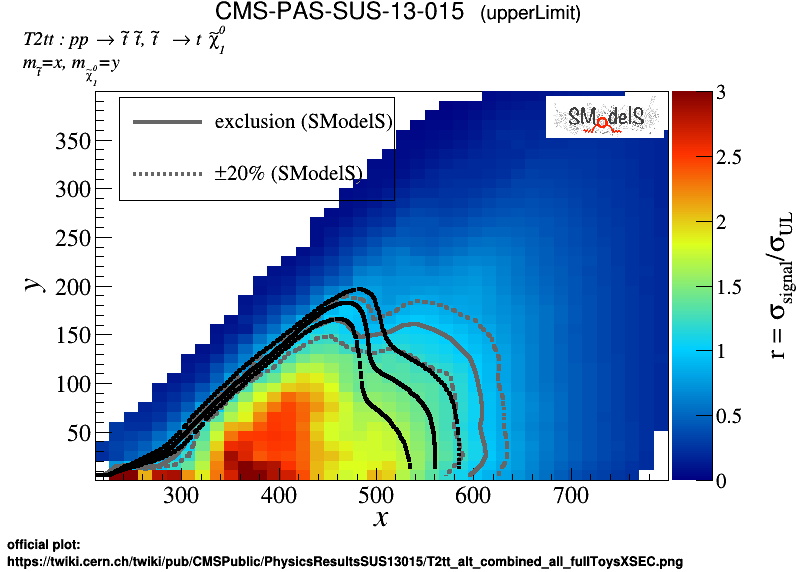 CMS-PAS-SUS-13-015 (upperLimit)
T2tt : pp → t̃ t̃, t̃ → t χ̃⁰₁
m_t̃=x, m_χ̃⁰₁=y
exclusion (SModelS)
±20% (SModelS)
SModelS
350
300
250
200
150
100
50
y
300 400 500 600 700
x
3
2.5
2
1.5
1
0.5
0
r = σ_signal/σ_UL
official plot:
https://twiki.cern.ch/twiki/pub/CMSPublic/PhysicsResultsSUS13015/T2tt_alt_combined_all_fullToysXSEC.png